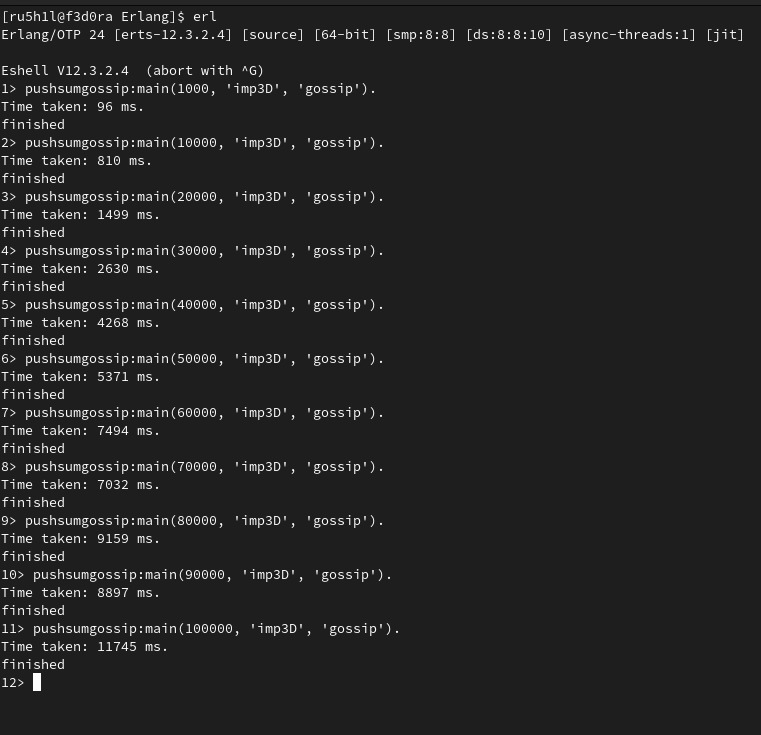 [ru5h1l@f3d0ra Erlang]$ erl
Erlang/OTP 24 [erts-12.3.2.4] [source] [64-bit] [smp:8:8] [ds:8:8:10] [async-threads:1] [jit]
Eshell V12.3.2.4  (abort with ^G)
1> pushsumgossip:main(1000, 'imp3D', 'gossip').
Time taken: 96 ms.
finished
2> pushsumgossip:main(10000, 'imp3D', 'gossip').
Time taken: 810 ms.
finished
3> pushsumgossip:main(20000, 'imp3D', 'gossip').
Time taken: 1499 ms.
finished
4> pushsumgossip:main(30000, 'imp3D', 'gossip').
Time taken: 2630 ms.
finished
5> pushsumgossip:main(40000, 'imp3D', 'gossip').
Time taken: 4268 ms.
finished
6> pushsumgossip:main(50000, 'imp3D', 'gossip').
Time taken: 5371 ms.
finished
7> pushsumgossip:main(60000, 'imp3D', 'gossip').
Time taken: 7494 ms.
finished
8> pushsumgossip:main(70000, 'imp3D', 'gossip').
Time taken: 7032 ms.
finished
9> pushsumgossip:main(80000, 'imp3D', 'gossip').
Time taken: 9159 ms.
finished
10> pushsumgossip:main(90000, 'imp3D', 'gossip').
Time taken: 8897 ms.
finished
11> pushsumgossip:main(100000, 'imp3D', 'gossip').
Time taken: 11745 ms.
finished
12>